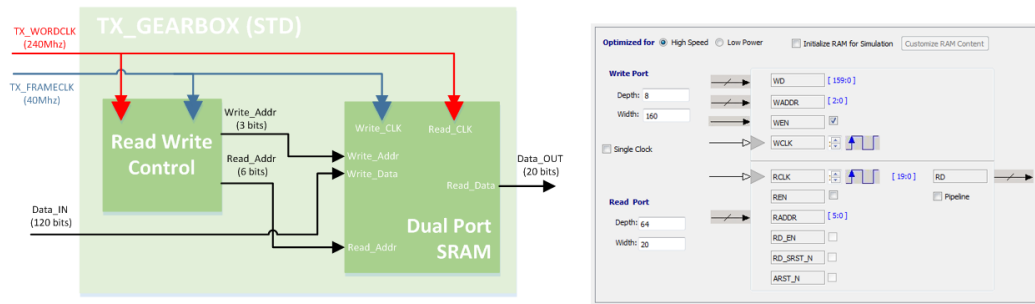 TX_GEARBOX (STD)
TX_WORDCLK
(240Mhz)
TX_FRAMECLK
(40Mhz)
Read Write
Control
Write_Addr
(3 bits)
Read_Addr
(6 bits)
Data_IN
(120 bits)
Write_CLK
Read_CLK
Write_Addr
Write_Data
Read_Data
Dual Port
SRAM
Read_Addr
Data_OUT
(20 bits)
Optimized for High Speed Low Power Initialize RAM for Simulation Customize RAM Content
Write Port
Depth: 8
Width: 160
Single Clock
WD [159:0]
WADDR [2:0]
WEN
WCLK
RCLK [19:0] RD
REN Pipeline
Read Port
Depth: 64
Width: 20
RADDR [5:0]
RD_EN
RD_SRST_N
ARST_N